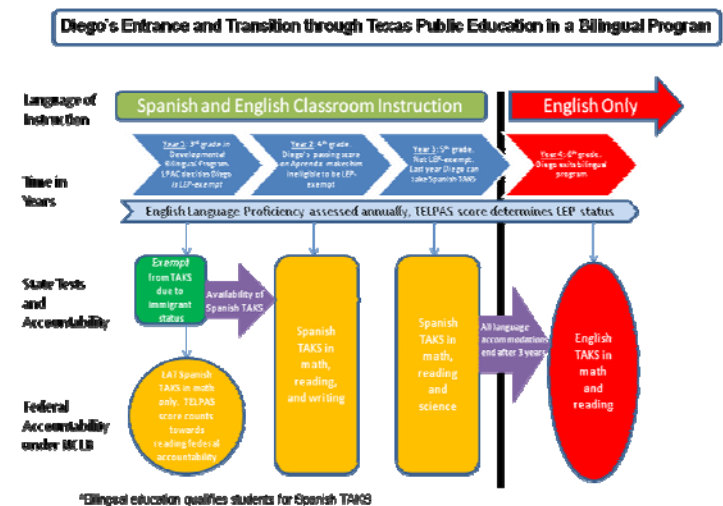 Diego's Entrance and Transition through Texas Public Education in a Bilingual Program
Language of
Instruction
Spanish and English Classroom Instruction
English Only
Time in
Years
Year 1: 3rd grade in
Developmental
Bilingual Program.
LPAC decides Diego
is LEP-exempt
Year 2: 4th grade.
Diego's passing score
on Aprenda makes him
ineligible to be LEP-
exempt
Year 3: 5th grade.
Not LEP-exempt.
Last year Diego can
take Spanish TAKS
Year 4: 6th grade.
Diego exits bilingual
program
English Language Proficiency assessed annually, TELPAS score determines LEP status
State Tests
and
Accountability
Exempt
from TAKS
due to
immigrant
status
Availability of
Spanish TAKS
Spanish
TAKS in
math,
reading,
and writing
Spanish
TAKS in
math,
reading
and
science
All language
accommodations
end after 3 years
English
TAKS in
math
and
reading
Federal
Accountability
under NCLB
LAT Spanish
TAKS in math
only. TELPAS
score counts
towards
reading federal
accountability
*Bilingual education qualifies students for Spanish TAKS